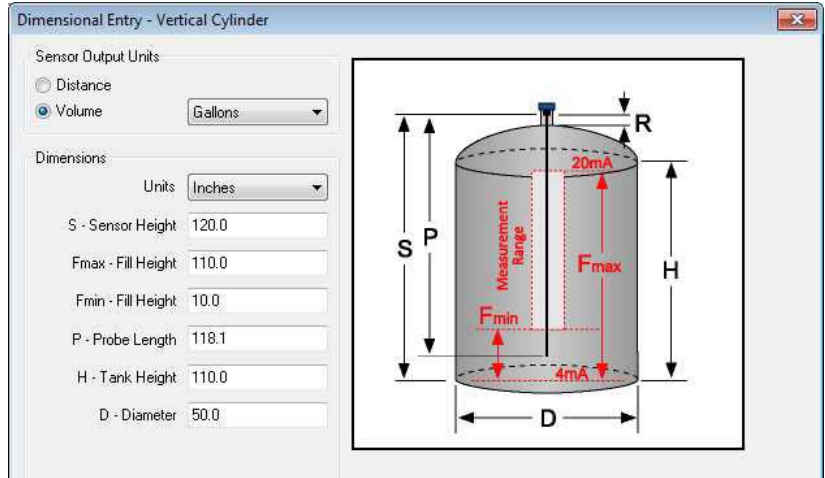 Dimensional Entry - Vertical Cylinder
Sensor Output Units
Distance
Volume
Gallons
Dimensions
Units
Inches
S - Sensor Height
120.0
Fmax - Fill Height
110.0
Fmin - Fill Height
10.0
P - Probe Length
118.1
H - Tank Height
110.0
D - Diameter
50.0
R
20mA
S
P
Measurement
Range
Fmax
H
Fmin
4mA
D